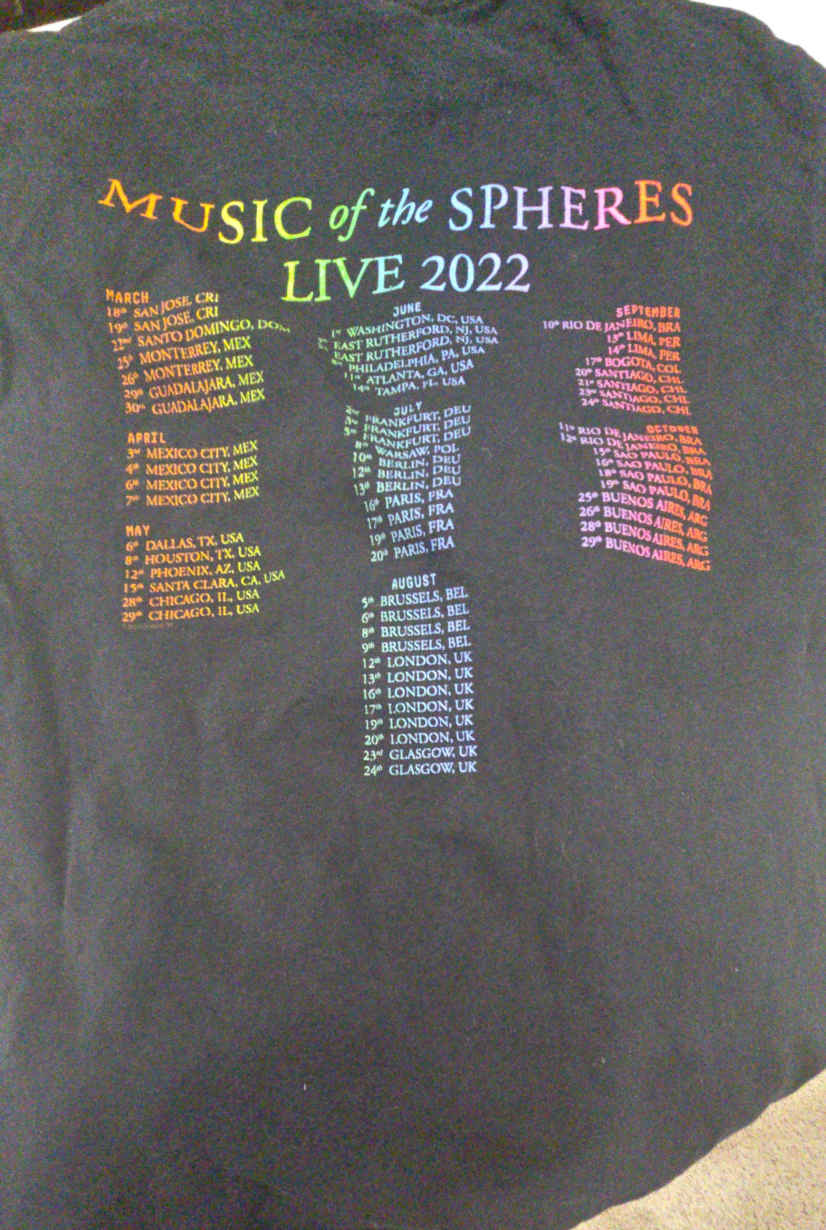 MUSIC of the SPHERES
LIVE 2022
MARCH
18th SAN JOSE, CRI
19th SAN JOSE, CRI
22nd SANTO DOMINGO, DOM
25th MONTERREY, MEX
26th MONTERREY, MEX
29th GUADALAJARA, MEX
30th GUADALAJARA, MEX
APRIL
3rd MEXICO CITY, MEX
4th MEXICO CITY, MEX
6th MEXICO CITY, MEX
7th MEXICO CITY, MEX
MAY
6th DALLAS, TX, USA
8th HOUSTON, TX, USA
12th PHOENIX, AZ, USA
15th SANTA CLARA, CA, USA
28th CHICAGO, IL, USA
29th CHICAGO, IL, USA
JUNE
1st WASHINGTON, DC, USA
EAST RUTHERFORD, NJ, USA
EAST RUTHERFORD, NJ, USA
PHILADELPHIA, PA, USA
11th ATLANTA, GA, USA
14th TAMPA, FL, USA
JULY
2nd FRANKFURT, DEU
3rd FRANKFURT, DEU
5th FRANKFURT, DEU
8th WARSAW, POL
10th BERLIN, DEU
12th BERLIN, DEU
13th BERLIN, DEU
16th PARIS, FRA
17th PARIS, FRA
19th PARIS, FRA
20th PARIS, FRA
AUGUST
5th BRUSSELS, BEL
6th BRUSSELS, BEL
8th BRUSSELS, BEL
9th BRUSSELS, BEL
12th LONDON, UK
13th LONDON, UK
16th LONDON, UK
17th LONDON, UK
19th LONDON, UK
20th LONDON, UK
23rd GLASGOW, UK
24th GLASGOW, UK
SEPTEMBER
10th RIO DE JANEIRO, BRA
13th LIMA, PER
14th LIMA, PER
17th BOGOTA, COL
20th SANTIAGO, CHL
21st SANTIAGO, CHL
23rd SANTIAGO, CHL
24th SANTIAGO, CHL
OCTOBER
11th RIO DE JANEIRO, BRA
12th RIO DE JANEIRO, BRA
15th SAO PAULO, BRA
16th SAO PAULO, BRA
18th SAO PAULO, BRA
19th SAO PAULO, BRA
25th BUENOS AIRES, ARG
26th BUENOS AIRES, ARG
28th BUENOS AIRES, ARG
29th BUENOS AIRES, ARG